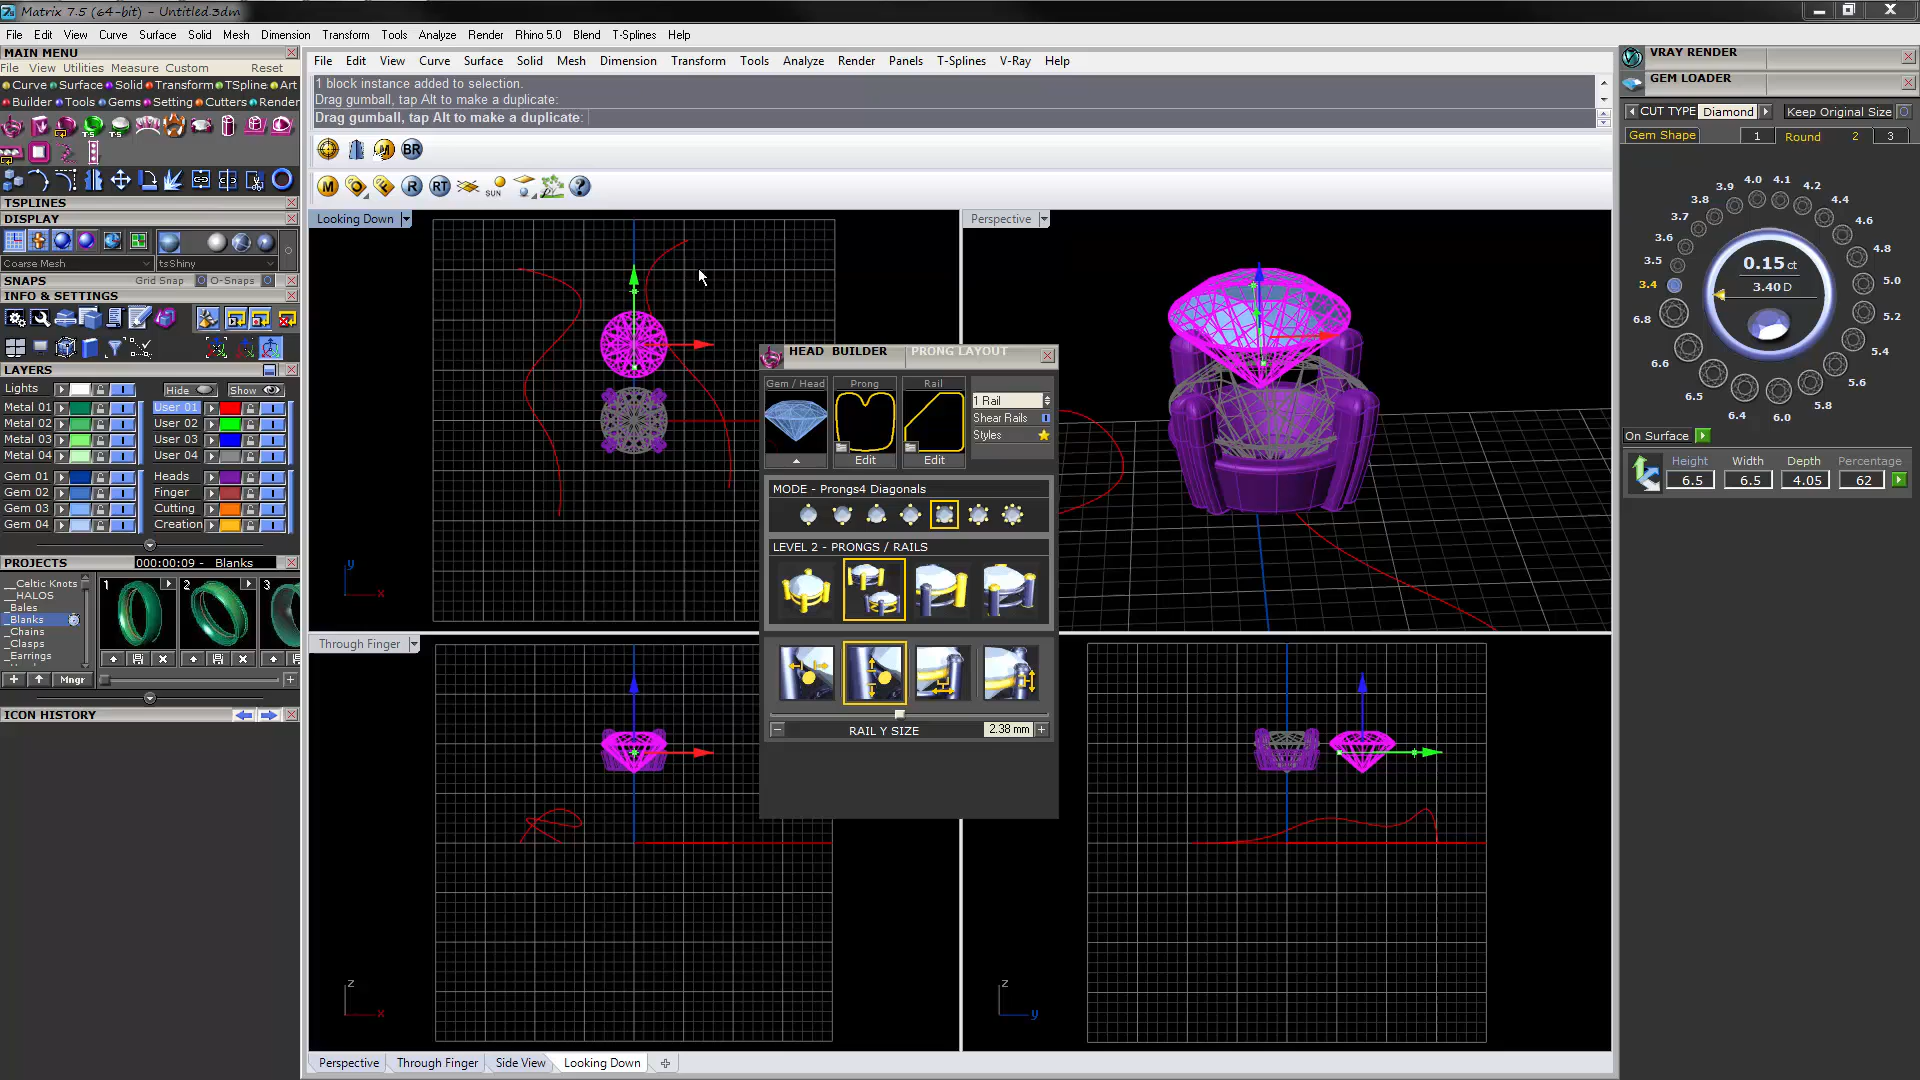 Matrix 7.5 (64-bit) - Untitled.3dm
File Edit View Curve Surface Solid Mesh Dimension Transform Tools Analyze Render Rhino 5.0 Blend T-Splines Help
MAIN MENU
File View Utilities Measure Custom Reset
Curve Surface Solid Transform TSpline Art
Builder Tools Gems Setting Cutters Render
TSPLINES
DISPLAY
Coarse Mesh tsShiny
SNAPS Grid Snap O-Snaps
INFO & SETTINGS
LAYERS
Lights Hide Show
Metal 01 User 01
Metal 02 User 02
Metal 03 User 03
Metal 04 User 04
Gem 01 Heads
Gem 02 Finger
Gem 03 Cutting
Gem 04 Creation
PROJECTS 000:00:09 - Blanks
__Celtic Knots
__HALOS
_Bales
_Blanks
_Chains
_Clasps
_Earrings
1 2 3
+ Mngr +
ICON HISTORY
File Edit View Curve Surface Solid Mesh Dimension Transform Tools Analyze Render Panels T-Splines V-Ray Help
1 block instance added to selection.
Drag gumball, tap Alt to make a duplicate:
Drag gumball, tap Alt to make a duplicate:
M BR
M O F R RT SUN ?
Looking Down
Perspective
y
x
Through Finger
z
x
z
y
HEAD BUILDER PRONG LAYOUT
Gem / Head Prong Rail
1 Rail
Shear Rails
Styles
Edit Edit
MODE - Prongs4 Diagonals
LEVEL 2 - PRONGS / RAILS
RAIL Y SIZE 2.38 mm
Perspective Through Finger Side View Looking Down
VRAY RENDER
GEM LOADER
CUT TYPE Diamond Keep Original Size
Gem Shape 1 Round 2 3
3.4
3.5
3.6
3.7
3.8
3.9
4.0
4.1
4.2
4.4
4.6
4.8
5.0
5.2
5.4
5.6
5.8
6.0
6.4
6.5
6.6
6.8
0.15 ct
3.40 D
On Surface
Height Width Depth Percentage
6.5 6.5 4.05 62